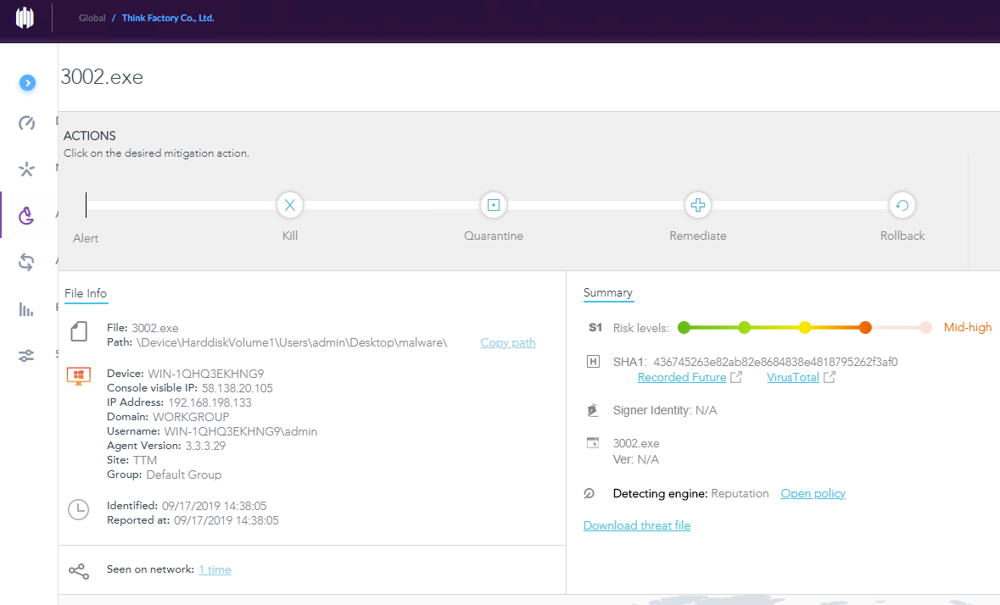 Global / Think Factory Co., Ltd.
3002.exe
ACTIONS
Click on the desired mitigation action.
Alert
Kill
Quarantine
Remediate
Rollback
File Info
File: 3002.exe
Path: \Device\HarddiskVolume1\Users\admin\Desktop\malware\
Copy path
Device: WIN-1QHQ3EKHNG9
Console visible IP: 58.138.20.105
IP Address: 192.168.198.133
Domain: WORKGROUP
Username: WIN-1QHQ3EKHNG9\admin
Agent Version: 3.3.3.29
Site: TTM
Group: Default Group
Identified: 09/17/2019 14:38:05
Reported at: 09/17/2019 14:38:05
Seen on network: 1 time
Summary
S1 Risk levels: Mid-high
H SHA1: 436745263e82ab82e8684838e4818795262f3af0
Recorded Future VirusTotal
Signer Identity: N/A
3002.exe
Ver: N/A
Detecting engine: Reputation Open policy
Download threat file